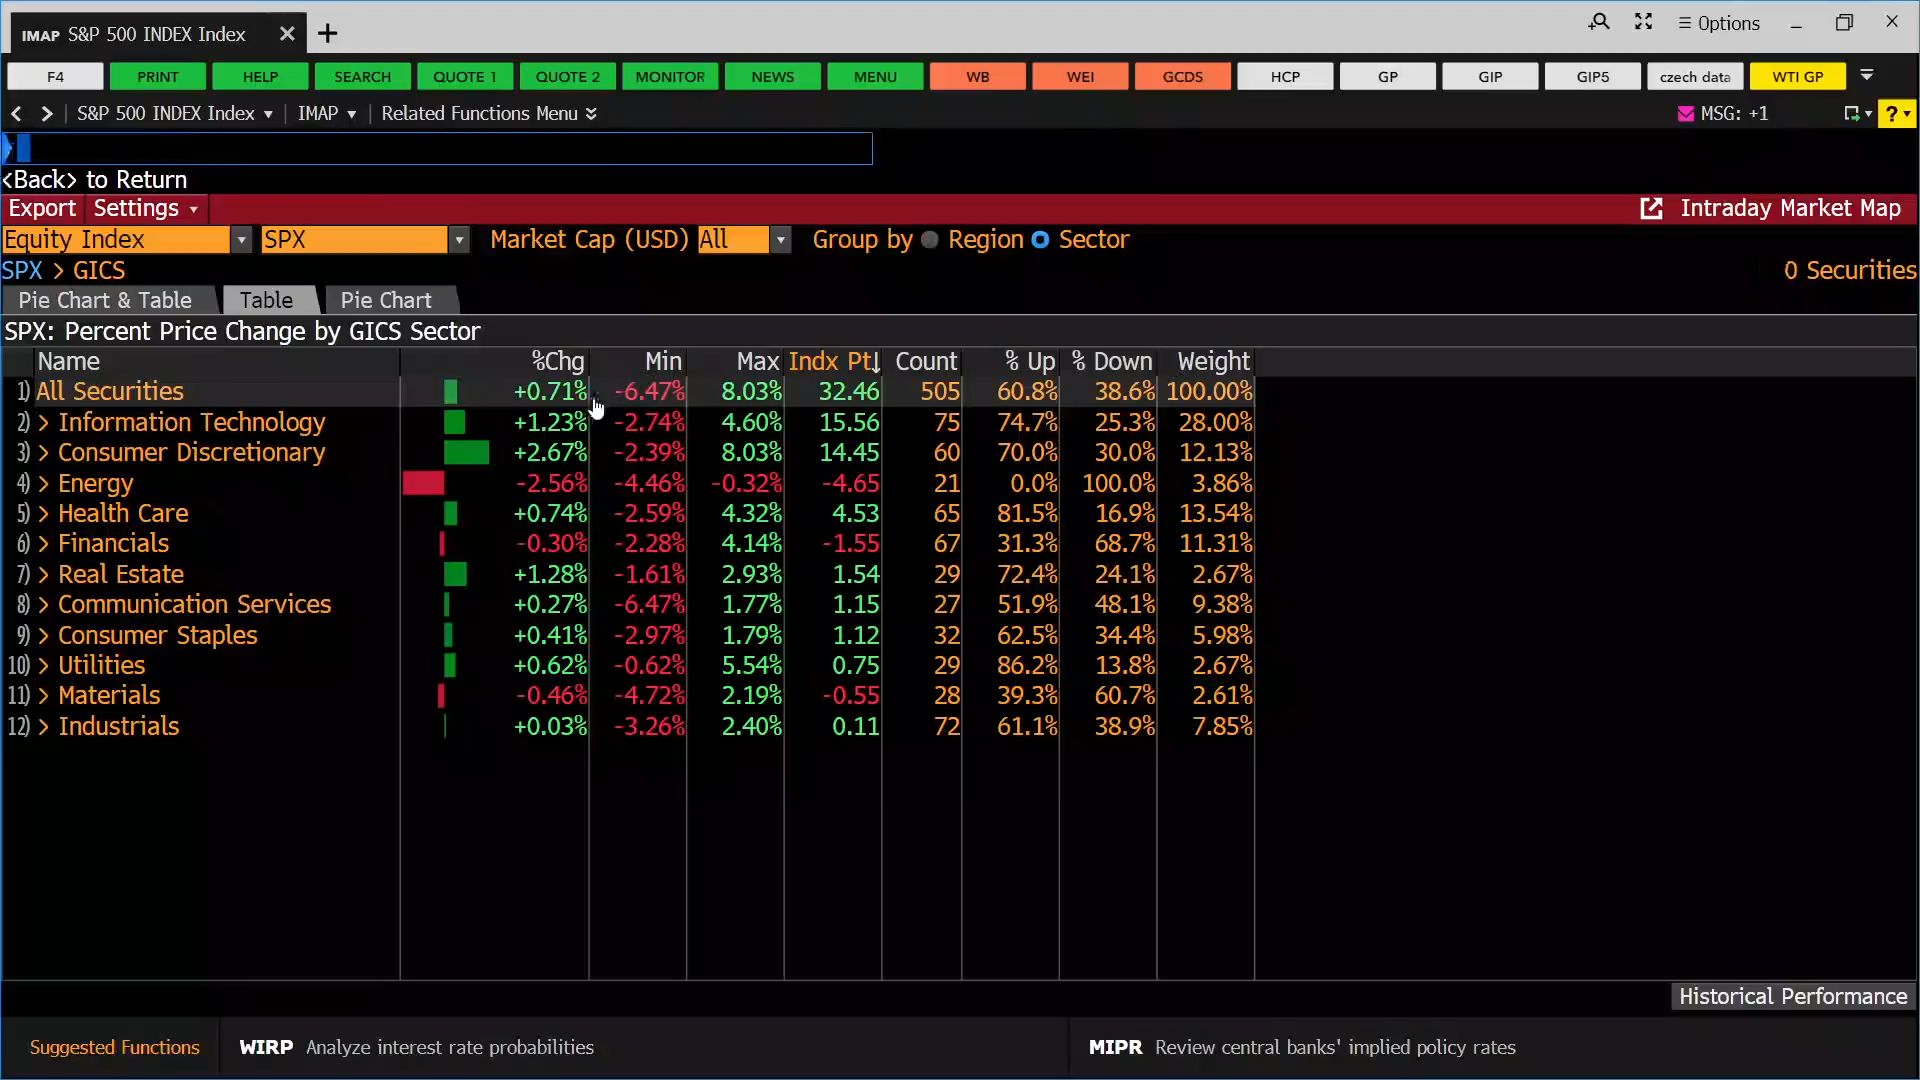 IMAP S&P 500 INDEX Index
Options
F4 PRINT HELP SEARCH QUOTE 1 QUOTE 2 MONITOR NEWS MENU WB WEI GCDS HCP GP GIP GIP5 czech data WTI GP
S&P 500 INDEX Index IMAP Related Functions Menu MSG: +1 ?
<Back> to Return
Export Settings Intraday Market Map
Equity Index SPX Market Cap (USD) All Group by Region Sector
SPX > GICS 0 Securities
Pie Chart & Table Table Pie Chart
SPX: Percent Price Change by GICS Sector
Name %Chg Min Max Indx Pt↓ Count % Up % Down Weight
1) All Securities +0.71% -6.47% 8.03% 32.46 505 60.8% 38.6% 100.00%
2) > Information Technology +1.23% -2.74% 4.60% 15.56 75 74.7% 25.3% 28.00%
3) > Consumer Discretionary +2.67% -2.39% 8.03% 14.45 60 70.0% 30.0% 12.13%
4) > Energy -2.56% -4.46% -0.32% -4.65 21 0.0% 100.0% 3.86%
5) > Health Care +0.74% -2.59% 4.32% 4.53 65 81.5% 16.9% 13.54%
6) > Financials -0.30% -2.28% 4.14% -1.55 67 31.3% 68.7% 11.31%
7) > Real Estate +1.28% -1.61% 2.93% 1.54 29 72.4% 24.1% 2.67%
8) > Communication Services +0.27% -6.47% 1.77% 1.15 27 51.9% 48.1% 9.38%
9) > Consumer Staples +0.41% -2.97% 1.79% 1.12 32 62.5% 34.4% 5.98%
10) > Utilities +0.62% -0.62% 5.54% 0.75 29 86.2% 13.8% 2.67%
11) > Materials -0.46% -4.72% 2.19% -0.55 28 39.3% 60.7% 2.61%
12) > Industrials +0.03% -3.26% 2.40% 0.11 72 61.1% 38.9% 7.85%
Historical Performance
Suggested Functions WIRP Analyze interest rate probabilities MIPR Review central banks' implied policy rates